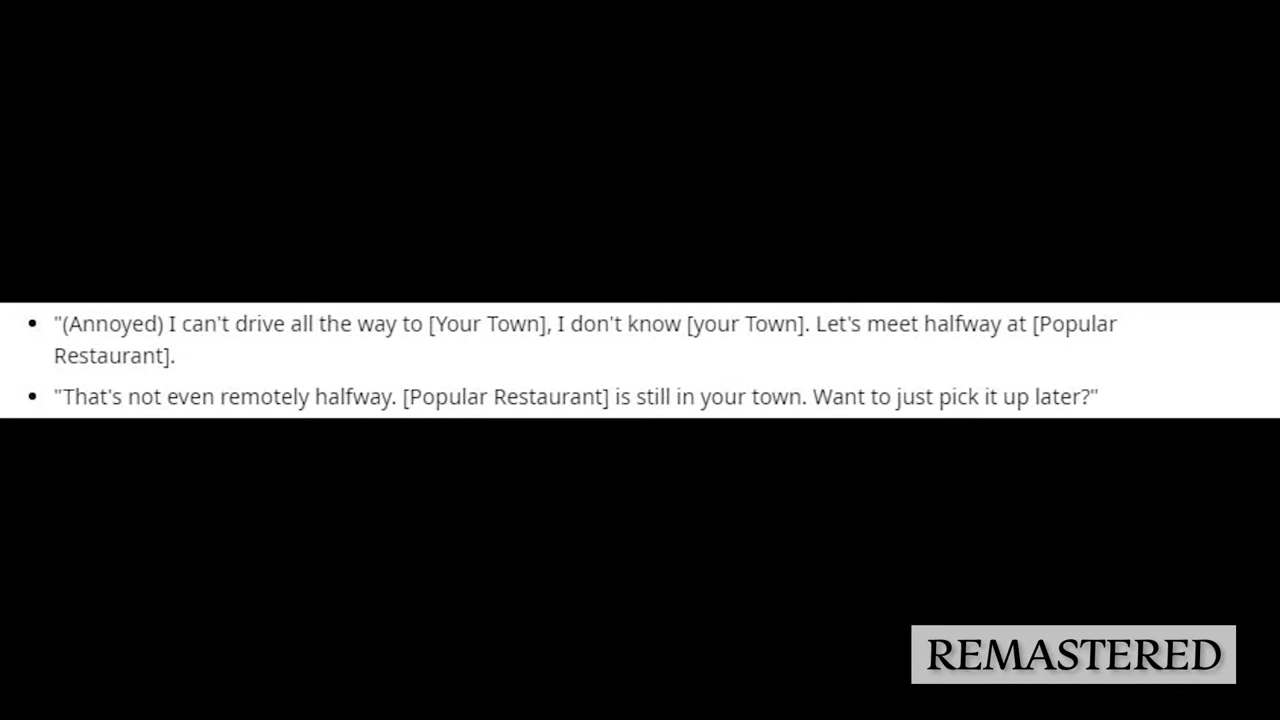 • "(Annoyed) I can't drive all the way to [Your Town], I don't know [your Town]. Let's meet halfway at [Popular
Restaurant].
• "That's not even remotely halfway. [Popular Restaurant] is still in your town. Want to just pick it up later?"
REMASTERED